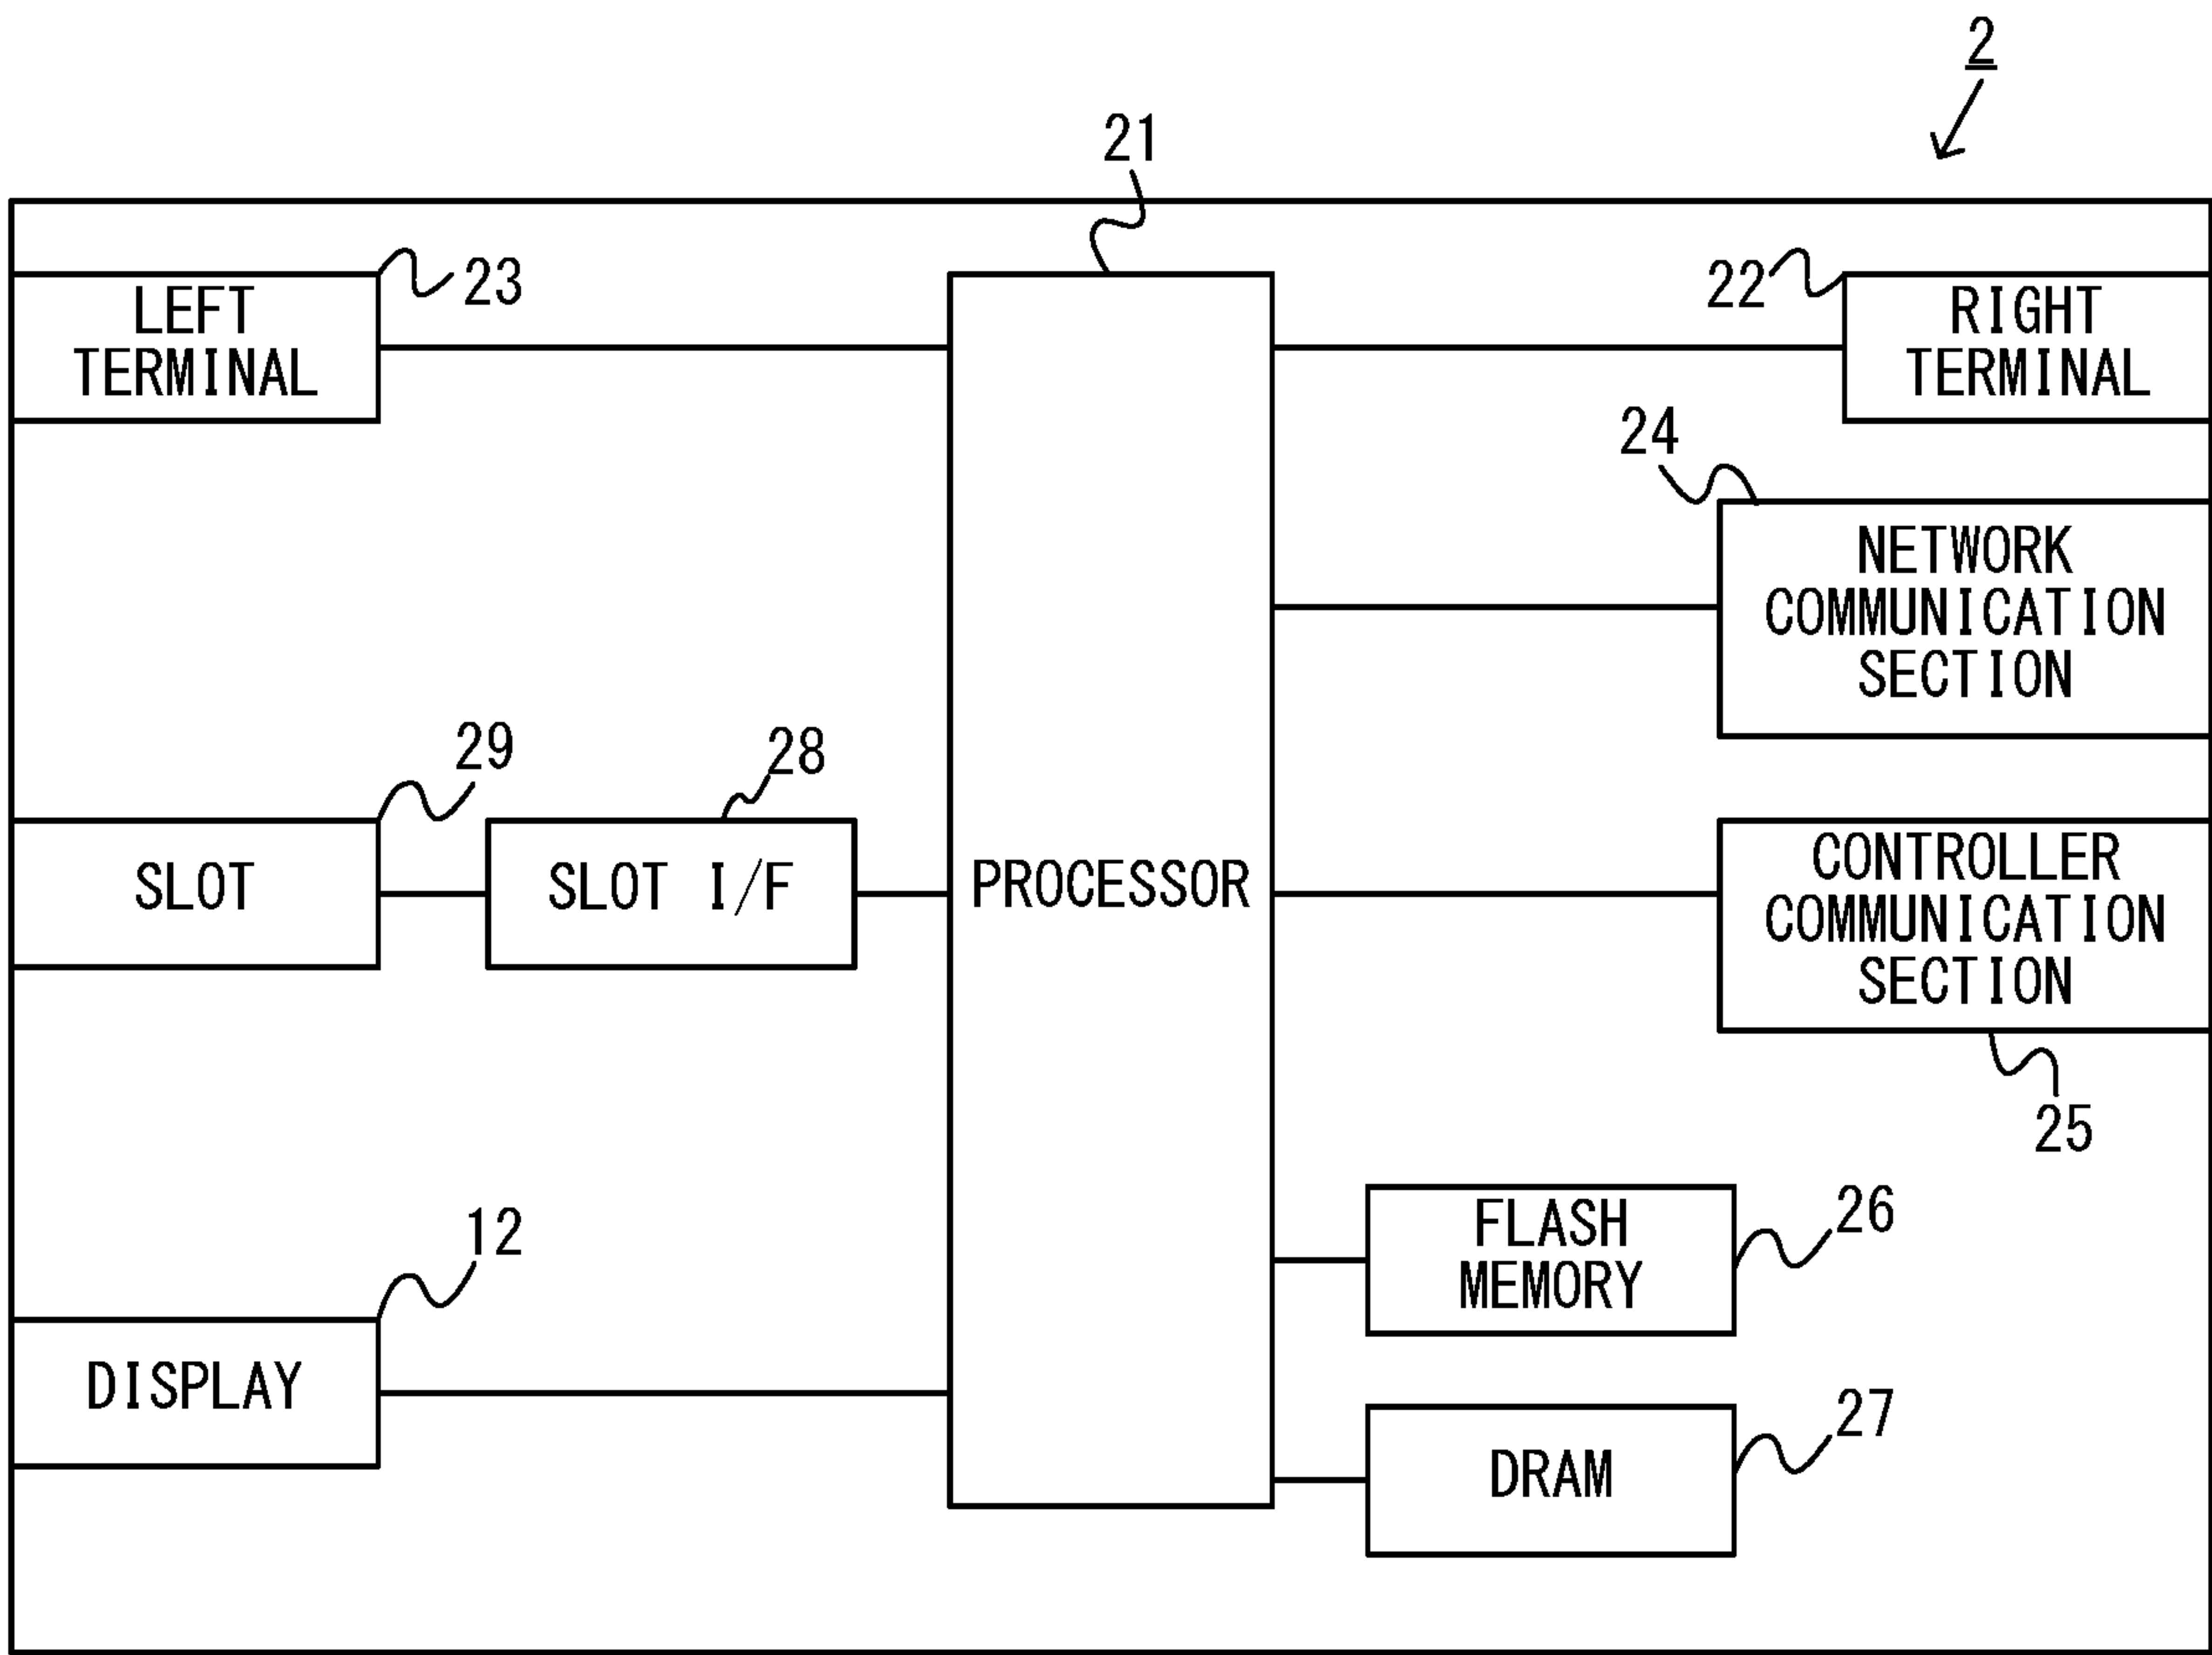 2
21
23
LEFT
TERMINAL
22
RIGHT
TERMINAL
24
NETWORK
COMMUNICATION
SECTION
29
28
SLOT
SLOT I/F
PROCESSOR
CONTROLLER
COMMUNICATION
SECTION
25
12
DISPLAY
FLASH
MEMORY
26
DRAM
27